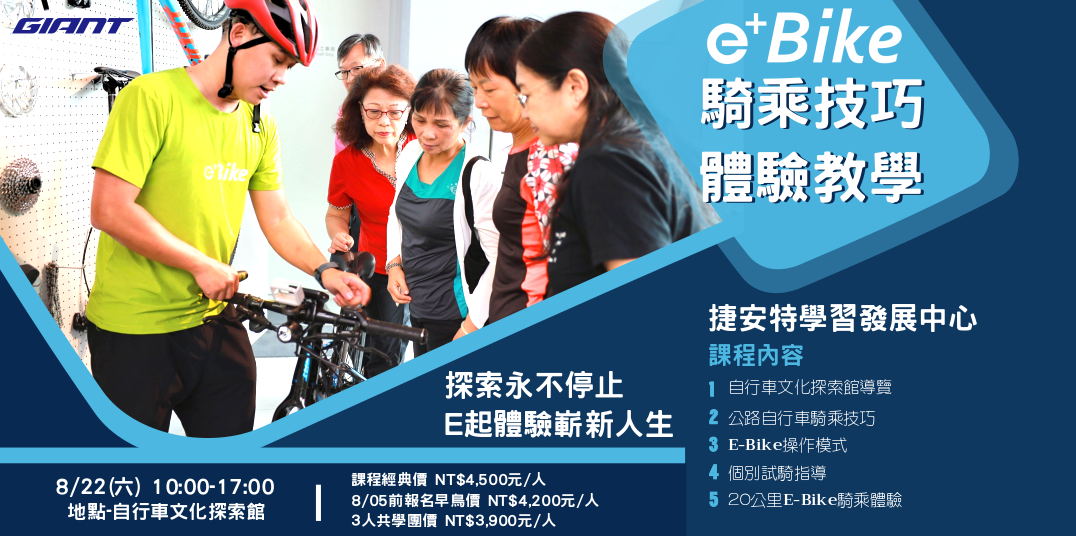 GIANT
e+Bike
騎乘技巧
體驗教學
e+Bike
捷安特學習發展中心
課程內容
1 自行車文化探索館導覽
2 公路自行車騎乘技巧
3 E-Bike操作模式
4 個別試騎指導
5 20公里E-Bike騎乘體驗
探索永不停止
E起體驗嶄新人生
8/22(六) 10:00-17:00
地點-自行車文化探索館
課程經典價 NT$4,500元/人
8/05前報名早鳥價 NT$4,200元/人
3人共學團價 NT$3,900元/人